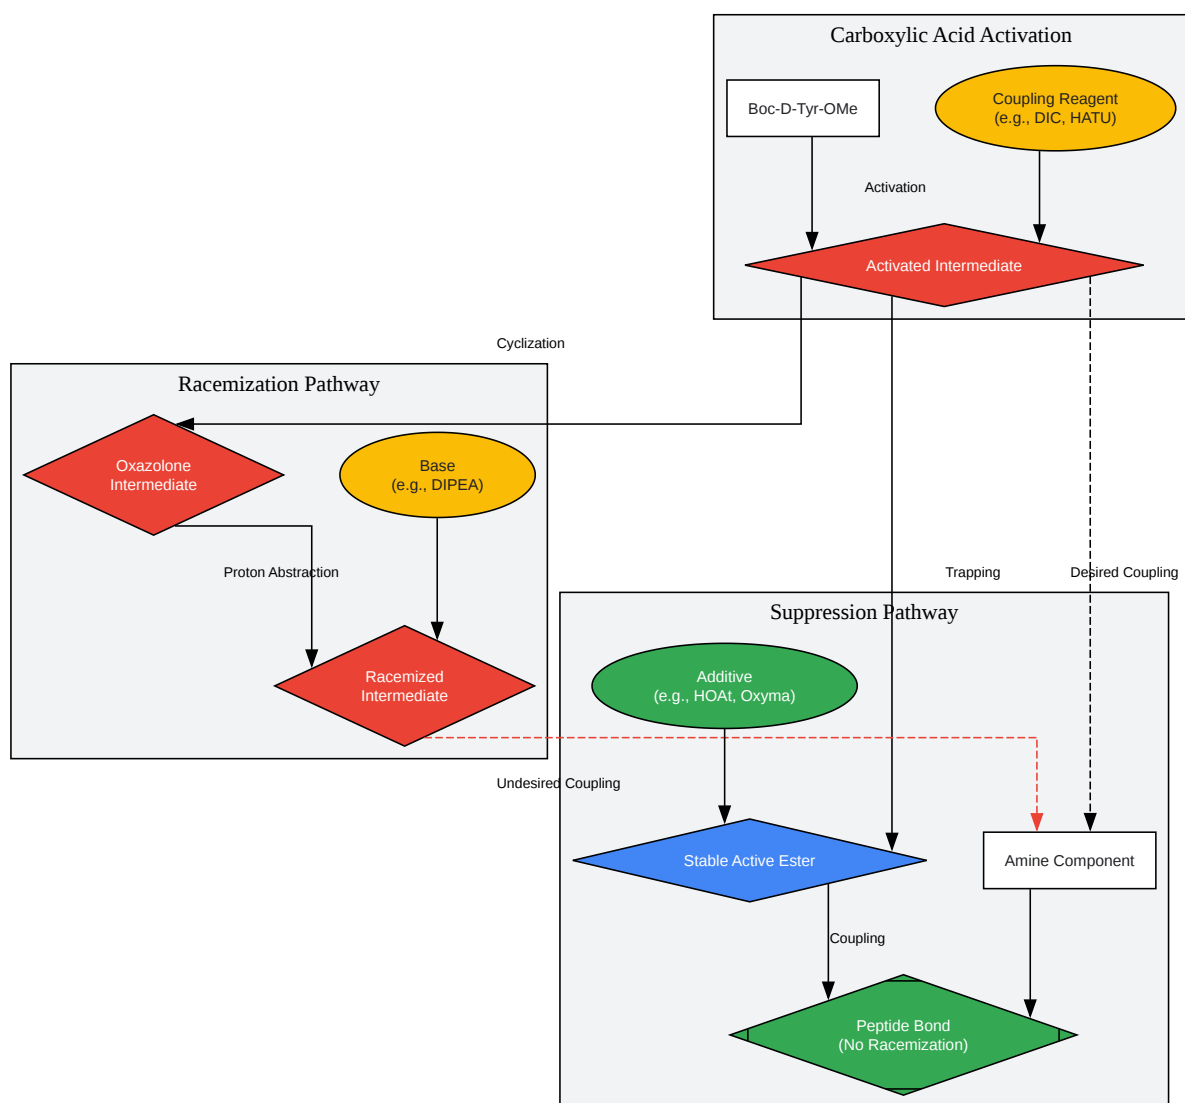 Carboxylic Acid Activation
Boc-D-Tyr-OMe
Coupling Reagent
(e.g., DIC, HATU)
Activation
Activated Intermediate
Cyclization
Racemization Pathway
Oxazolone
Intermediate
Base
(e.g., DIPEA)
Proton Abstraction
Trapping
Desired Coupling
Racemized
Intermediate
Suppression Pathway
Additive
(e.g., HOAt, Oxyma)
Undesired Coupling
Stable Active Ester
Amine Component
Coupling
Peptide Bond
(No Racemization)